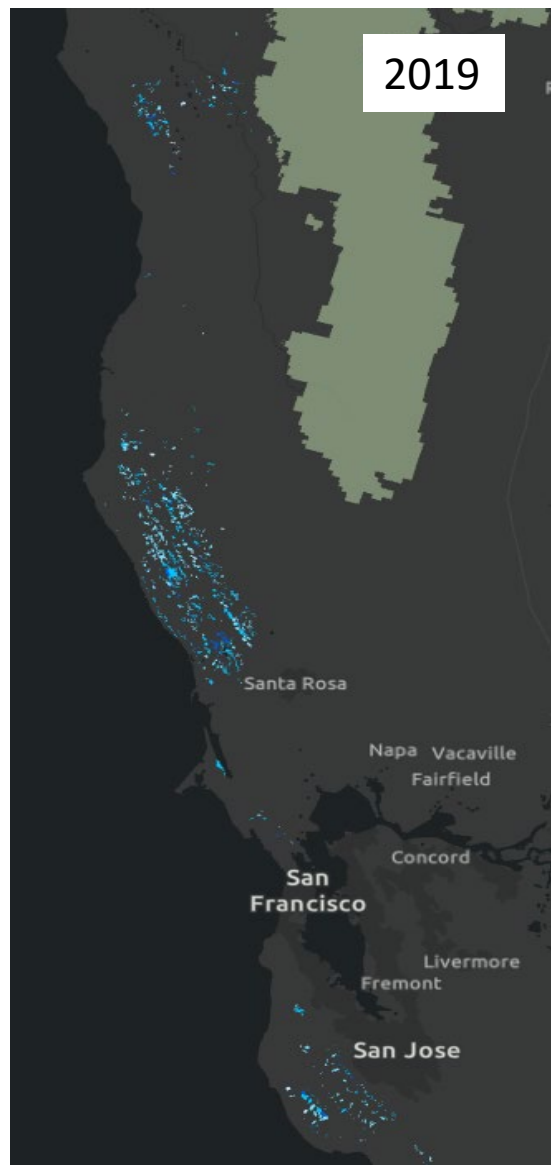 2019
Santa Rosa
Napa Vacaville
Fairfield
Concord
San
Francisco
Livermore
Fremont
San Jose